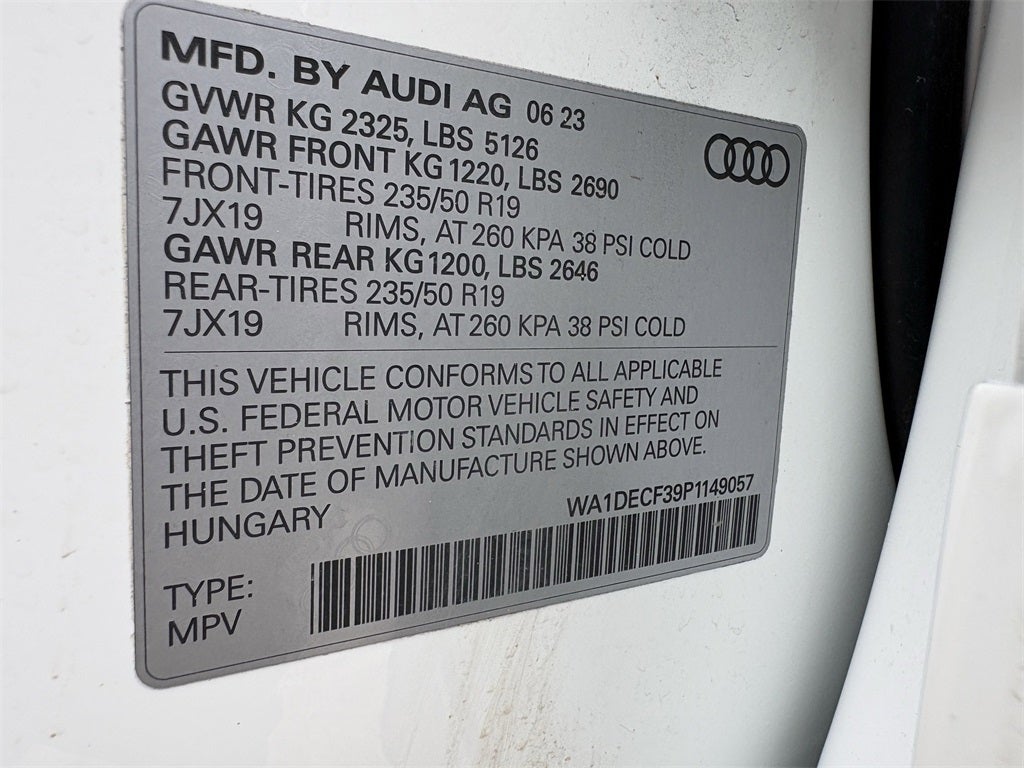 MFD. BY AUDI AG 06 23
GVWR KG 2325, LBS 5126
GAWR FRONT KG 1220, LBS 2690
FRONT-TIRES 235/50 R19
7JX19 RIMS, AT 260 KPA 38 PSI COLD
GAWR REAR KG 1200, LBS 2646
REAR-TIRES 235/50 R19
7JX19 RIMS, AT 260 KPA 38 PSI COLD
THIS VEHICLE CONFORMS TO ALL APPLICABLE
U.S. FEDERAL MOTOR VEHICLE SAFETY AND
THEFT PREVENTION STANDARDS IN EFFECT ON
THE DATE OF MANUFACTURE SHOWN ABOVE.
HUNGARY WA1DECF39P1149057
TYPE:
MPV